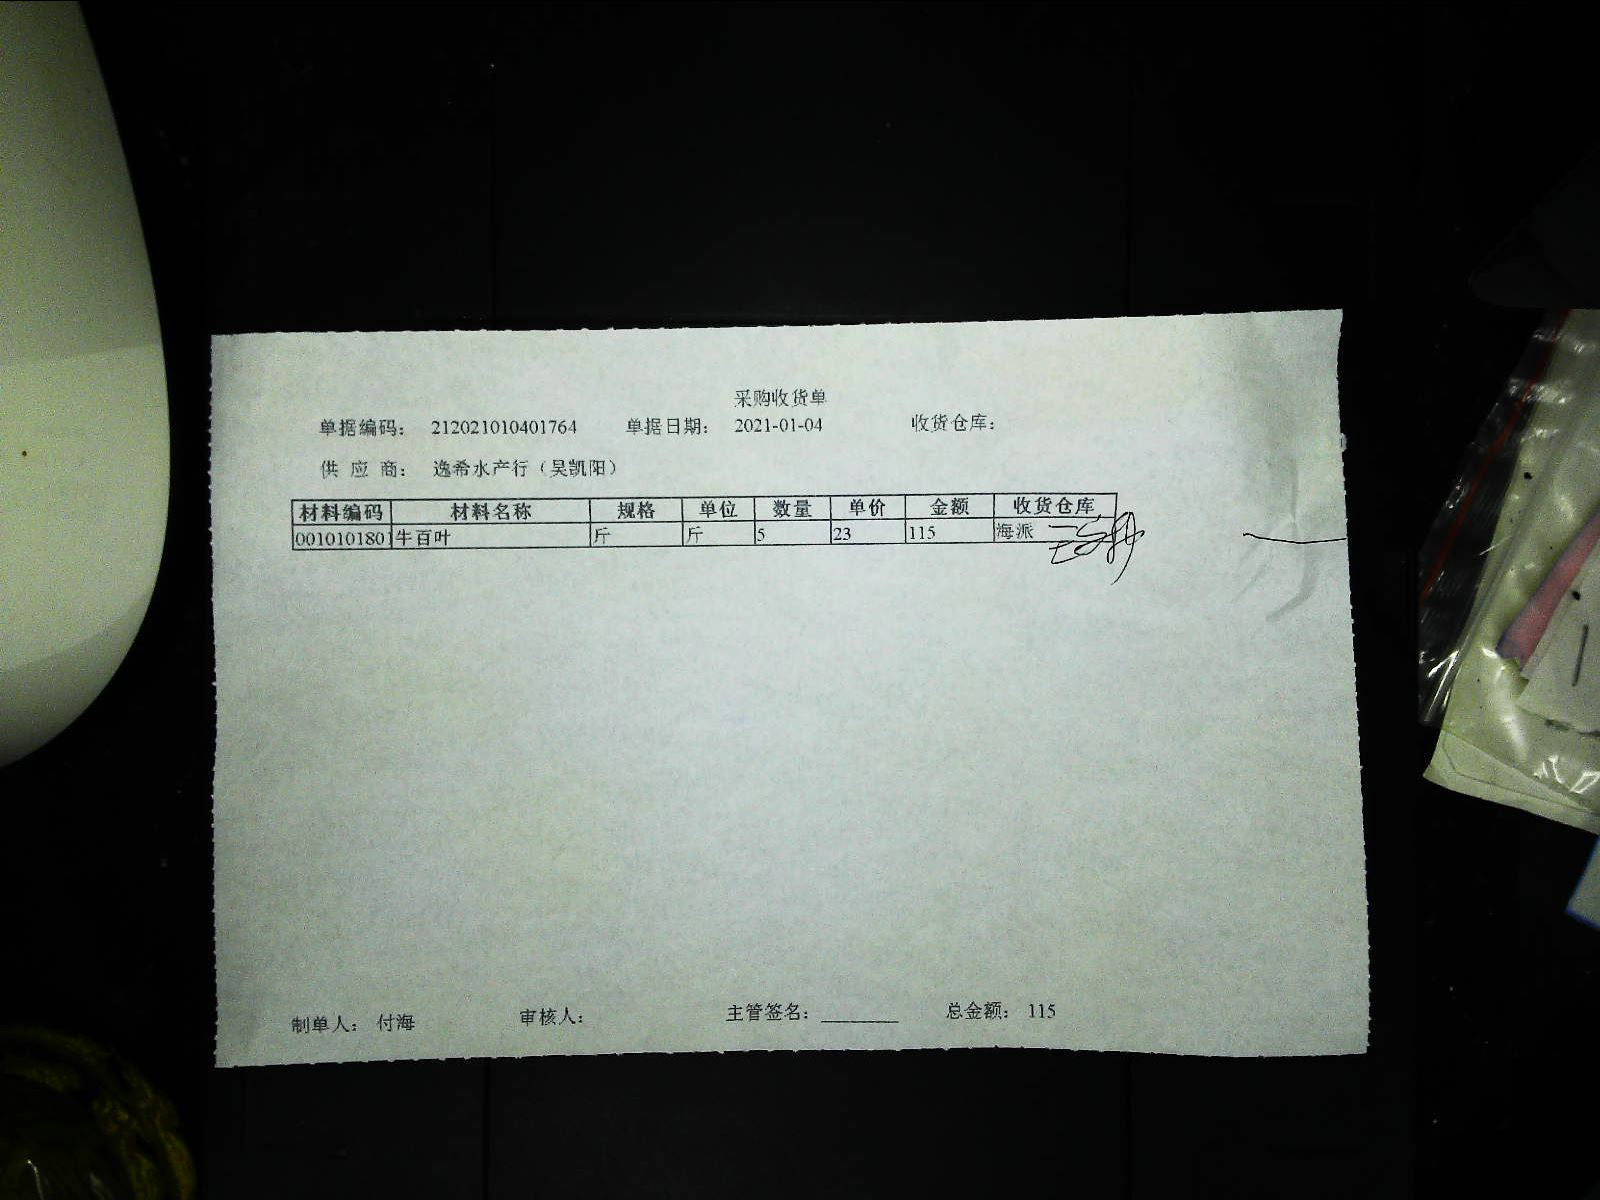 采购收货单
单据编码： 212021010401764 单据日期： 2021-01-04 收货仓库：
供应商： 逸希水产行（吴凯阳）
材料编码 材料名称 规格 单位 数量 单价 金额 收货仓库
0010101801 牛百叶 斤 斤 5 23 115 海派
制单人： 付海 审核人： 主管签名： 总金额： 115